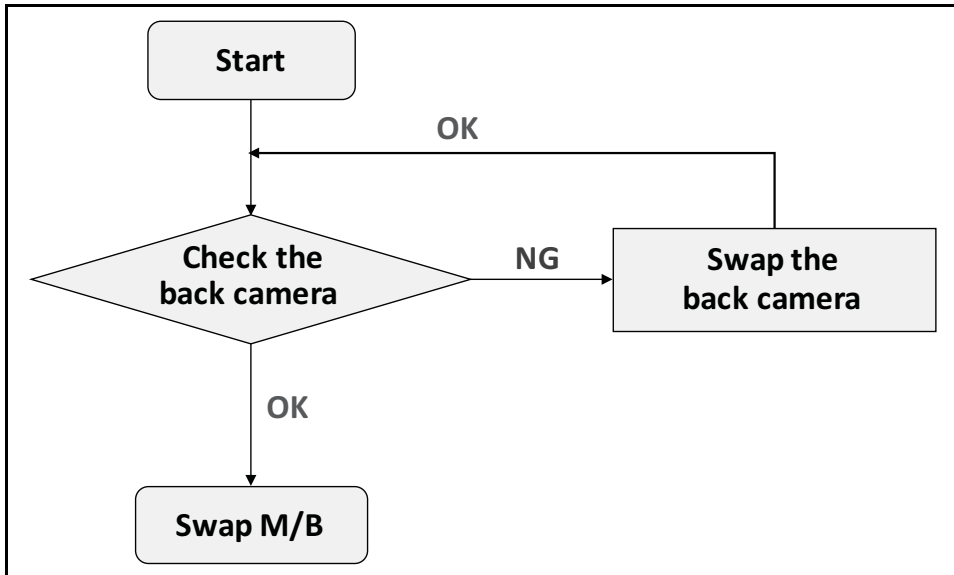 Start
OK
Check the
back camera
NG
Swap the
back camera
OK
Swap M/B